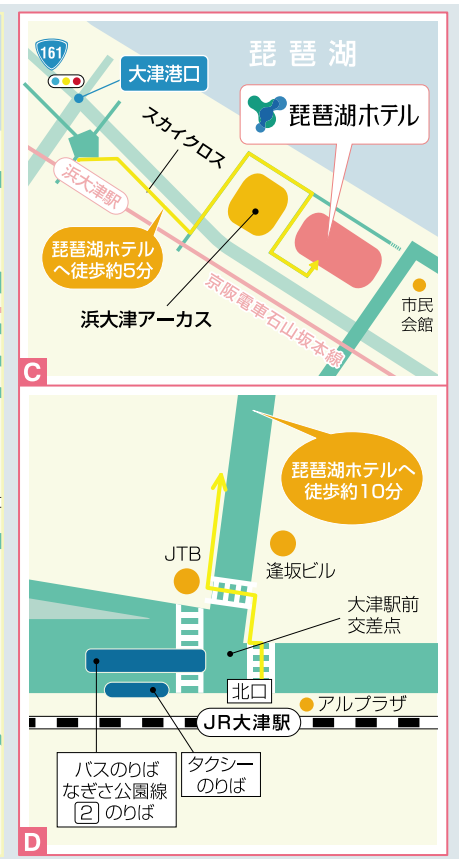 161
大津港口
琵琶湖
琵琶湖ホテル
スカイクロス
浜大津駅
琵琶湖ホテル
へ徒歩約5分
浜大津アーカス
京阪電車石山坂本線
市民
会館
C
琵琶湖ホテルへ
徒歩約10分
JTB
逢坂ビル
大津駅前
交差点
北口
アルプラザ
JR大津駅
バスのりば
なぎさ公園線
2 のりば
タクシー
のりば
D